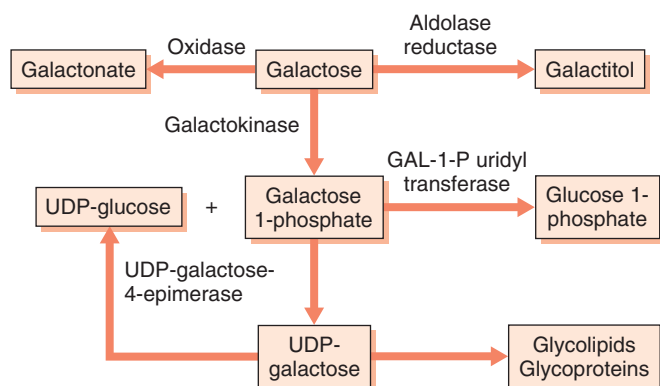 Oxidase
Aldolase
reductase
Galactonate
Galactose
Galactitol
Galactokinase
GAL-1-P uridyl
transferase
UDP-glucose
+
Galactose
1-phosphate
Glucose 1-
phosphate
UDP-galactose-
4-epimerase
UDP-
galactose
Glycolipids
Glycoproteins